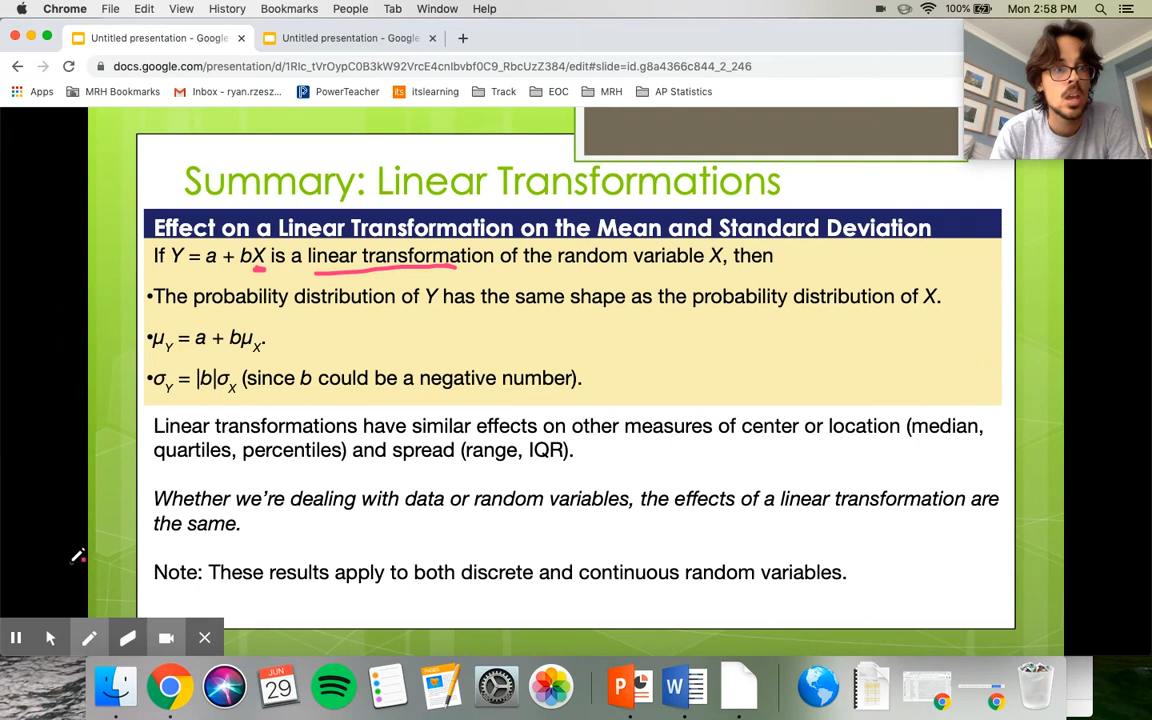 Chrome File Edit View History Bookmarks People Tab Window Help 100% Mon 2:58 PM
Untitled presentation - Google × Untitled presentation - Google × +
docs.google.com/presentation/d/1RIc_tVrOypC0B3kW92VrcE4cnIbvbf0C9_RbcUzZ384/edit#slide=id.g8a4366c844_2_246
Apps MRH Bookmarks Inbox - ryan.rzesz... PowerTeacher its itslearning Track EOC MRH AP Statistics
Summary: Linear Transformations
Effect on a Linear Transformation on the Mean and Standard Deviation
If Y = a + bX is a linear transformation of the random variable X, then
•The probability distribution of Y has the same shape as the probability distribution of X.
•μY = a + bμX.
•σY = |b|σX (since b could be a negative number).
Linear transformations have similar effects on other measures of center or location (median,
quartiles, percentiles) and spread (range, IQR).
Whether we're dealing with data or random variables, the effects of a linear transformation are
the same.
Note: These results apply to both discrete and continuous random variables.
JUN
29
P W